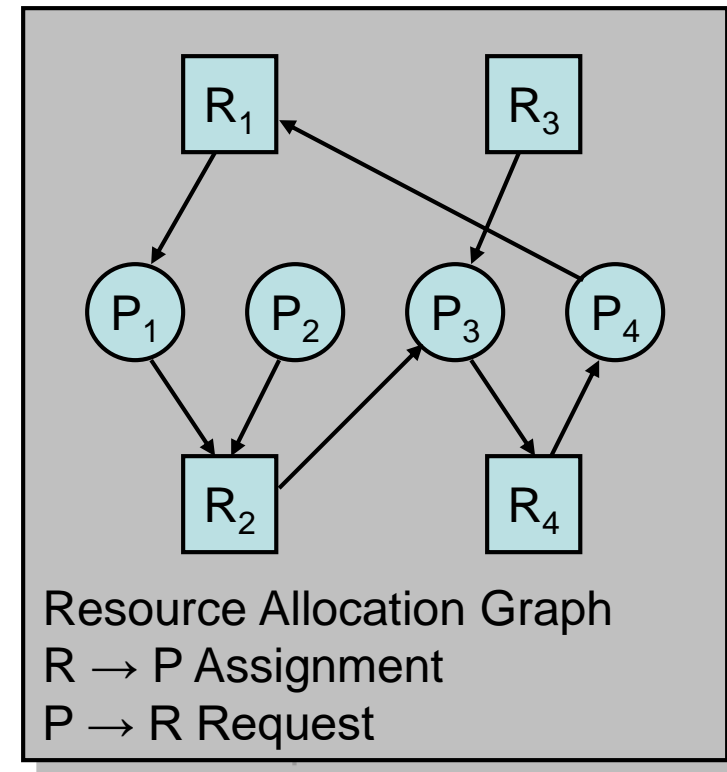 R₁ R₃
P₁ P₂ P₃ P₄
R₂ R₄
Resource Allocation Graph
R → P Assignment
P → R Request